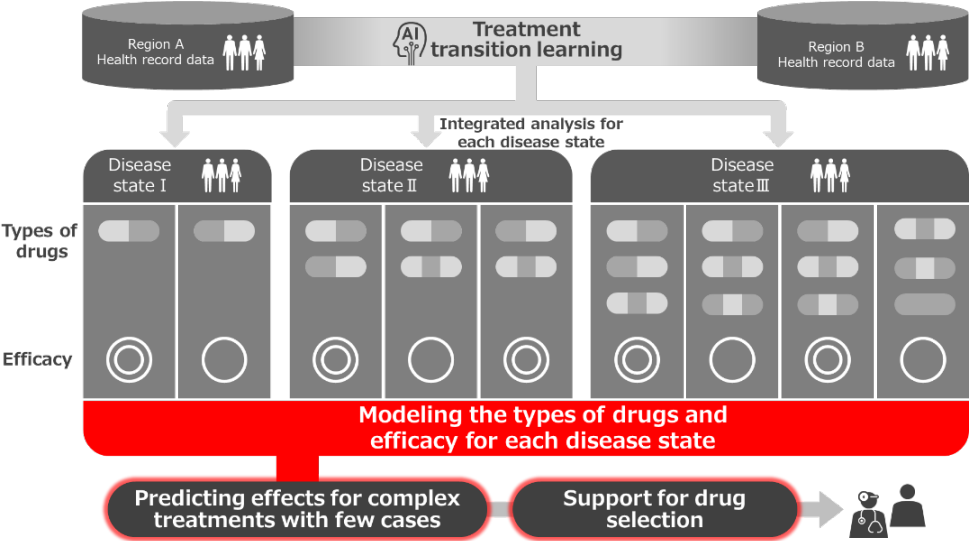 Region A
Health record data
AI
Treatment
transition learning
Region B
Health record data
Integrated analysis for
each disease state
Disease
state Ⅰ
Disease
state Ⅱ
Disease
state Ⅲ
Types of
drugs
Efficacy
Modeling the types of drugs and
efficacy for each disease state
Predicting effects for complex
treatments with few cases
Support for drug
selection